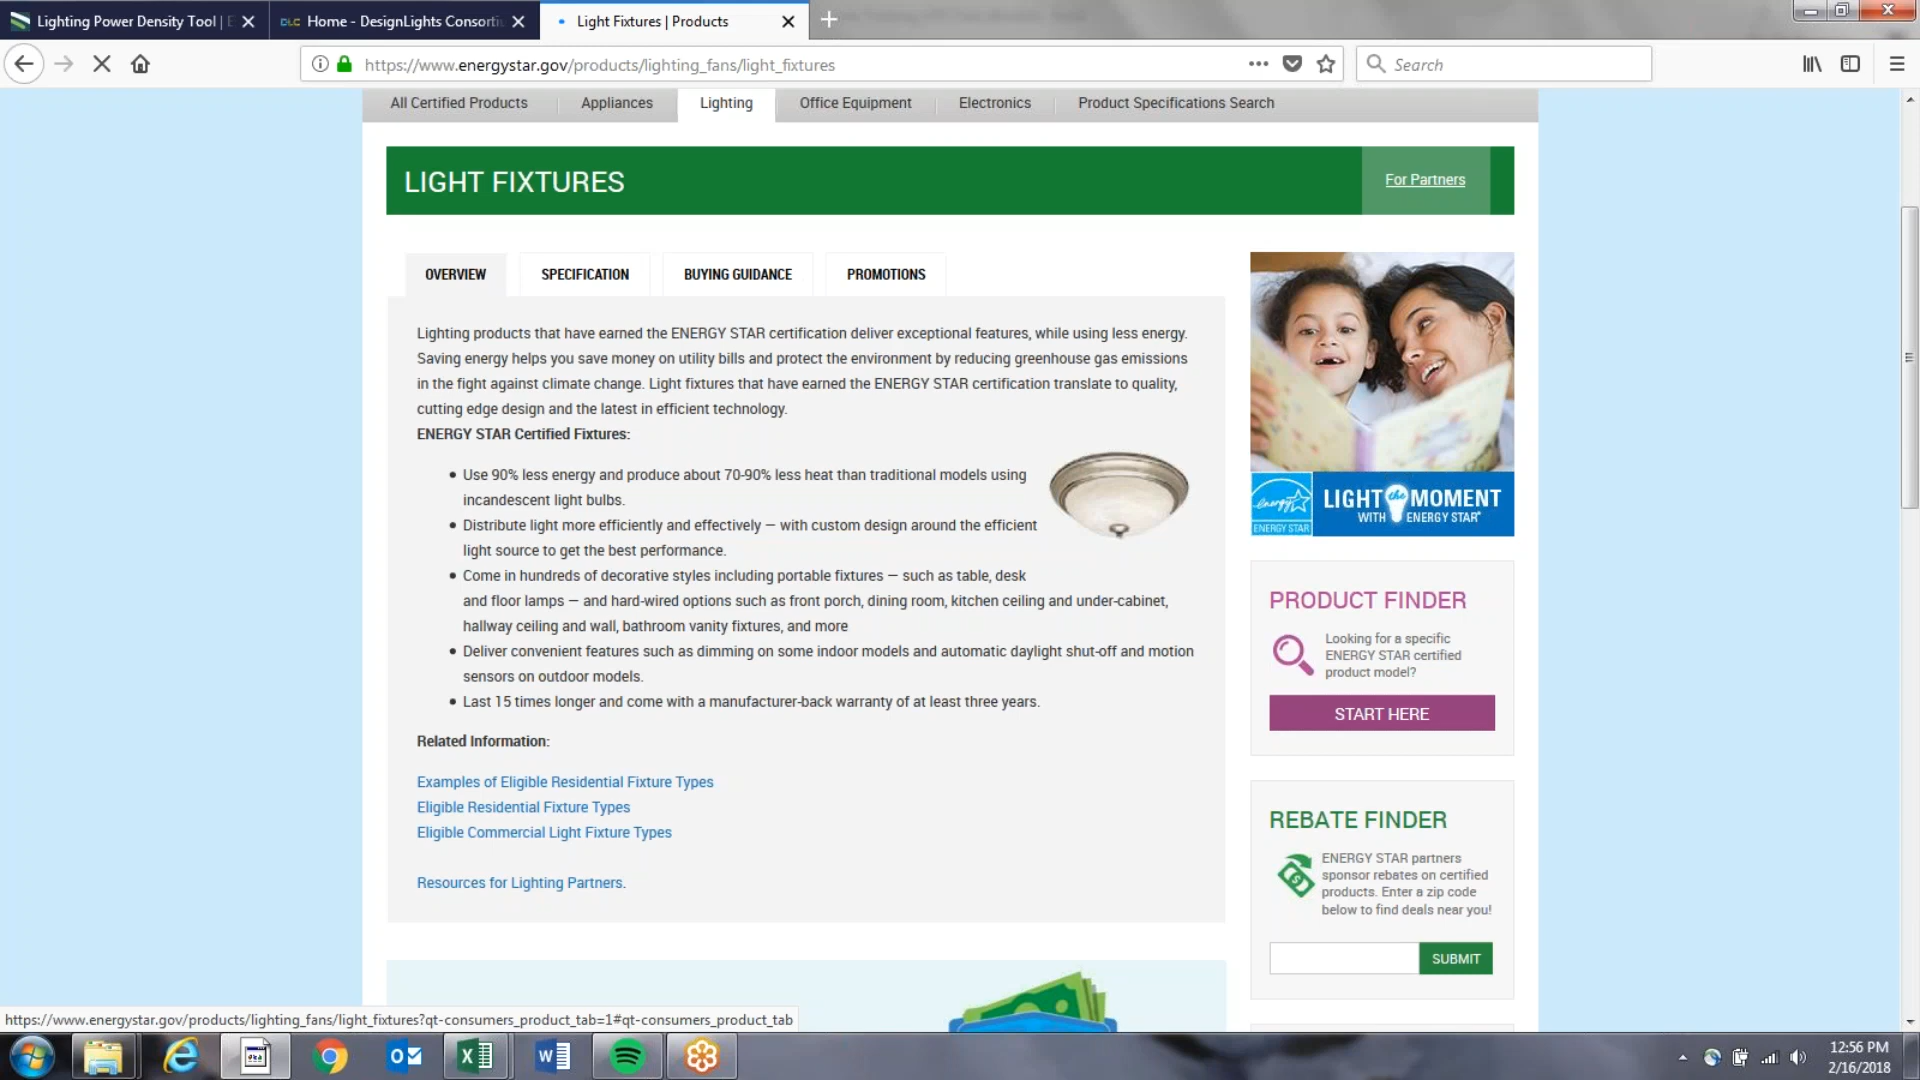 Lighting Power Density Tool | E
Home - DesignLights Consorti
Light Fixtures | Products
https://www.energystar.gov/products/lighting_fans/light_fixtures
Search
All Certified Products
Appliances
Lighting
Office Equipment
Electronics
Product Specifications Search
LIGHT FIXTURES
For Partners
OVERVIEW
SPECIFICATION
BUYING GUIDANCE
PROMOTIONS
Lighting products that have earned the ENERGY STAR certification deliver exceptional features, while using less energy.
Saving energy helps you save money on utility bills and protect the environment by reducing greenhouse gas emissions
in the fight against climate change. Light fixtures that have earned the ENERGY STAR certification translate to quality,
cutting edge design and the latest in efficient technology.
ENERGY STAR Certified Fixtures:
• Use 90% less energy and produce about 70-90% less heat than traditional models using
incandescent light bulbs.
• Distribute light more efficiently and effectively — with custom design around the efficient
light source to get the best performance.
• Come in hundreds of decorative styles including portable fixtures — such as table, desk
and floor lamps — and hard-wired options such as front porch, dining room, kitchen ceiling and under-cabinet,
hallway ceiling and wall, bathroom vanity fixtures, and more
• Deliver convenient features such as dimming on some indoor models and automatic daylight shut-off and motion
sensors on outdoor models.
• Last 15 times longer and come with a manufacturer-back warranty of at least three years.
Related Information:
Examples of Eligible Residential Fixture Types
Eligible Residential Fixture Types
Eligible Commercial Light Fixture Types
Resources for Lighting Partners.
energy
ENERGY STAR
LIGHT the MOMENT
WITH ENERGY STAR
PRODUCT FINDER
Looking for a specific
ENERGY STAR certified
product model?
START HERE
REBATE FINDER
ENERGY STAR partners
sponsor rebates on certified
products. Enter a zip code
below to find deals near you!
SUBMIT
https://www.energystar.gov/products/lighting_fans/light_fixtures?qt-consumers_product_tab=1#qt-consumers_product_tab
12:56 PM
2/16/2018